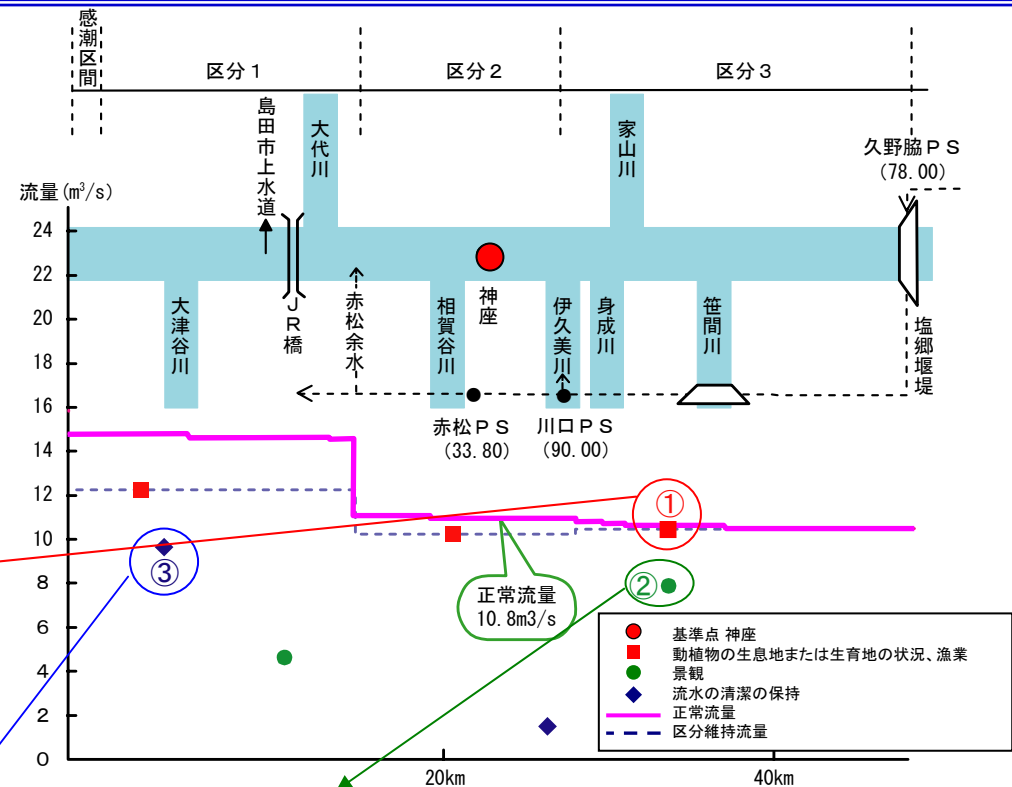 感潮区間
区分1
区分2
区分3
島田市上水道
大代川
家山川
久野脇PS
(78.00)
流量(m³/s)
24
22
20
18
16
14
12
10
8
6
4
2
0
大津谷川
JR橋
赤松余水
相賀谷川
神座
伊久美川
身成川
笹間川
塩郷堰堤
赤松PS
(33.80)
川口PS
(90.00)
①
②
③
正常流量
10.8m3/s
基準点 神座
動植物の生息地または生育地の状況、漁業
景観
流水の清潔の保持
正常流量
区分維持流量
20km
40km